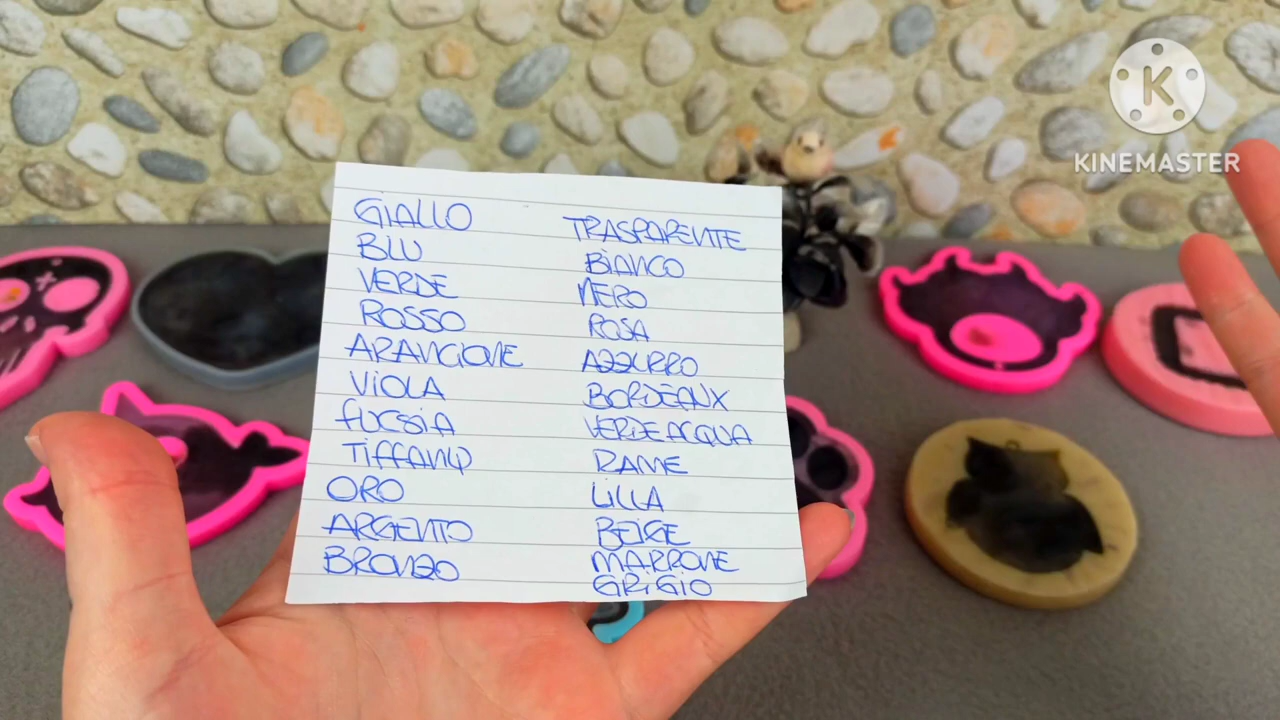 GIALLO
BLU
VERDE
ROSSO
ARANCIONE
VIOLA
fucsia
Tiffany
ORO
ARGENTO
BRONZO
TRASPARENTE
BIANCO
NERO
ROSA
AZZURRO
BORDEAUX
VERDE ACQUA
RAME
LILLA
BEIGE
MARRONE
GRIGIO
K
KINEMASTER